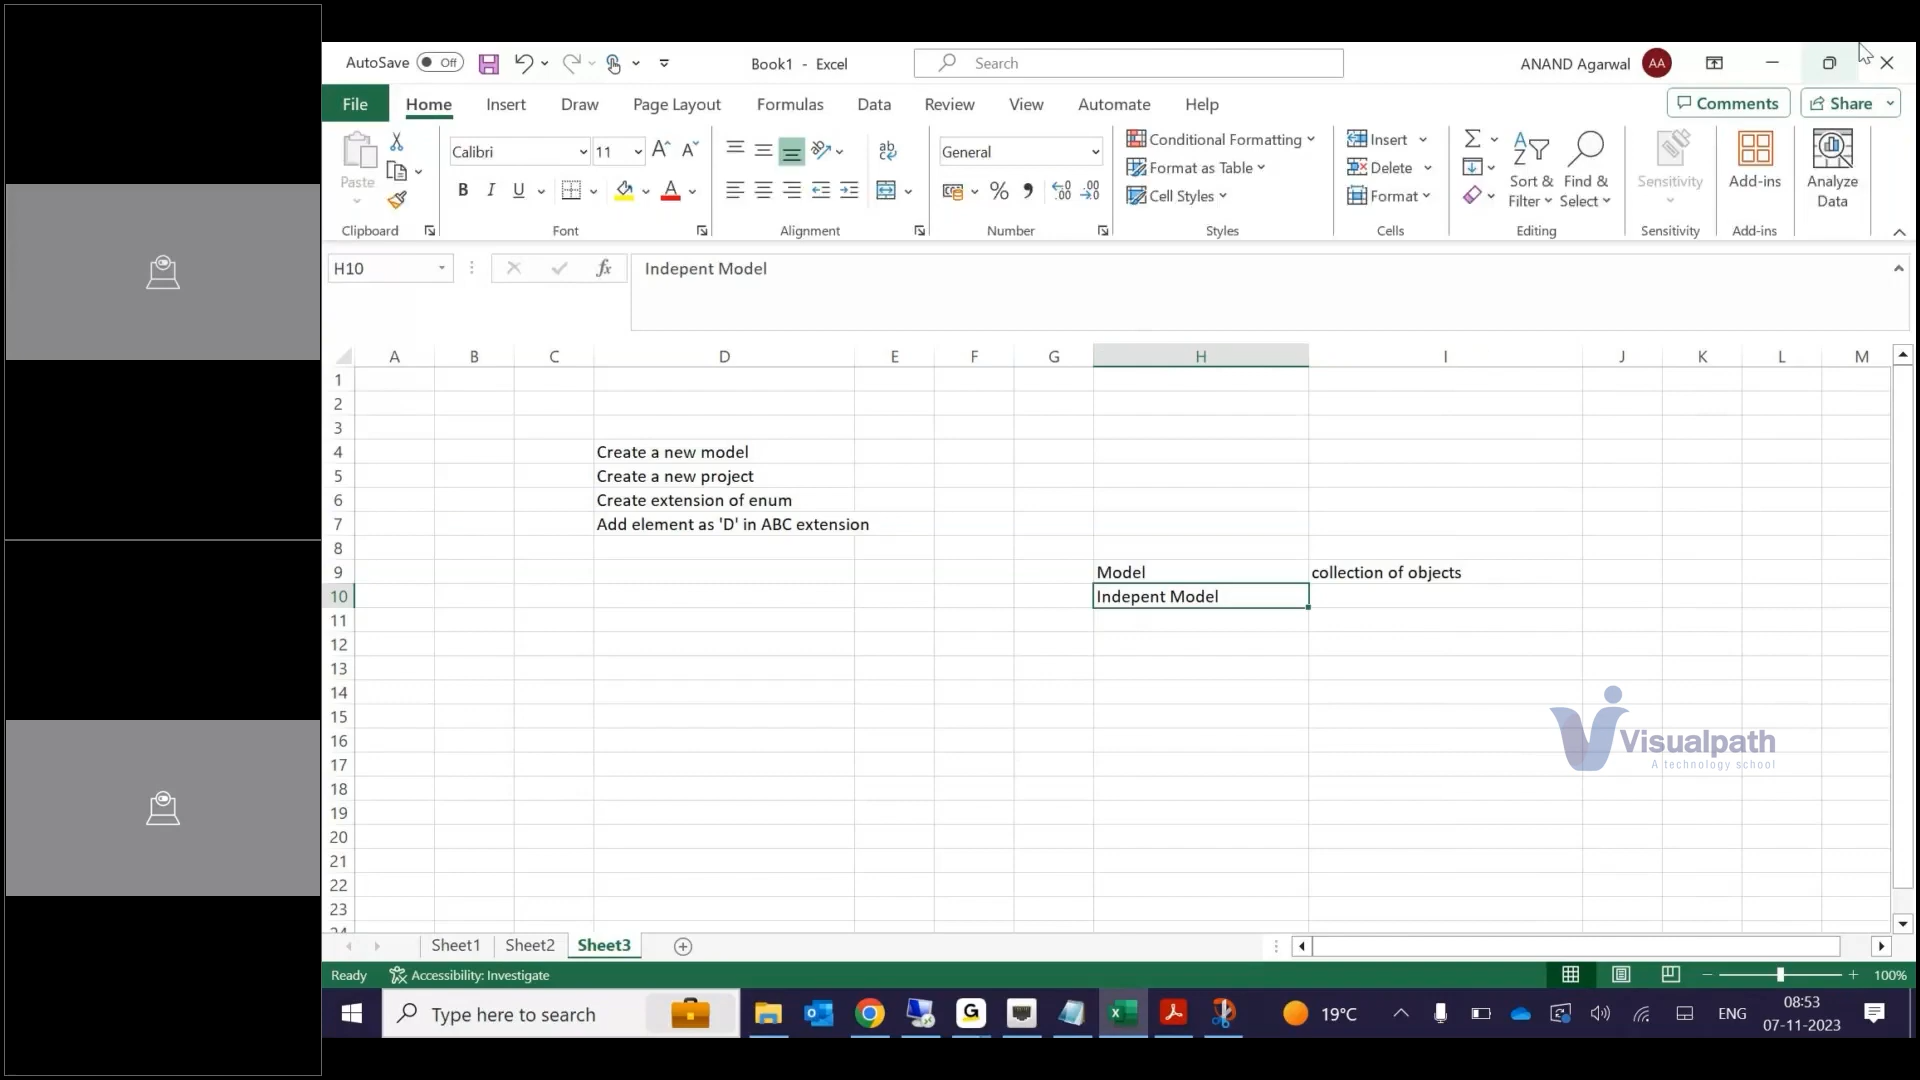 AutoSave Off Book1 - Excel Search ANAND Agarwal AA
File Home Insert Draw Page Layout Formulas Data Review View Automate Help Comments Share
Paste
Clipboard
Calibri 11
B I U A
Font
ab
Alignment
General
% 9 .00
Number
Conditional Formatting
Format as Table
Cell Styles
Styles
Insert
Delete
Format
Cells
Sort & Filter
Find & Select
Editing
Sensitivity
Sensitivity
Add-ins
Add-ins
Analyze Data
H10 fx Indepent Model
A B C D E F G H I J K L M
1
2
3
4 Create a new model
5 Create a new project
6 Create extension of enum
7 Add element as 'D' in ABC extension
8
9 Model collection of objects
10 Indepent Model
11
12
13
14
15
16
17
18
19
20
21
22
23
24
Visualpath
A technology school
Sheet1 Sheet2 Sheet3
Ready Accessibility: Investigate 100%
Type here to search 19°C ENG 08:53
07-11-2023